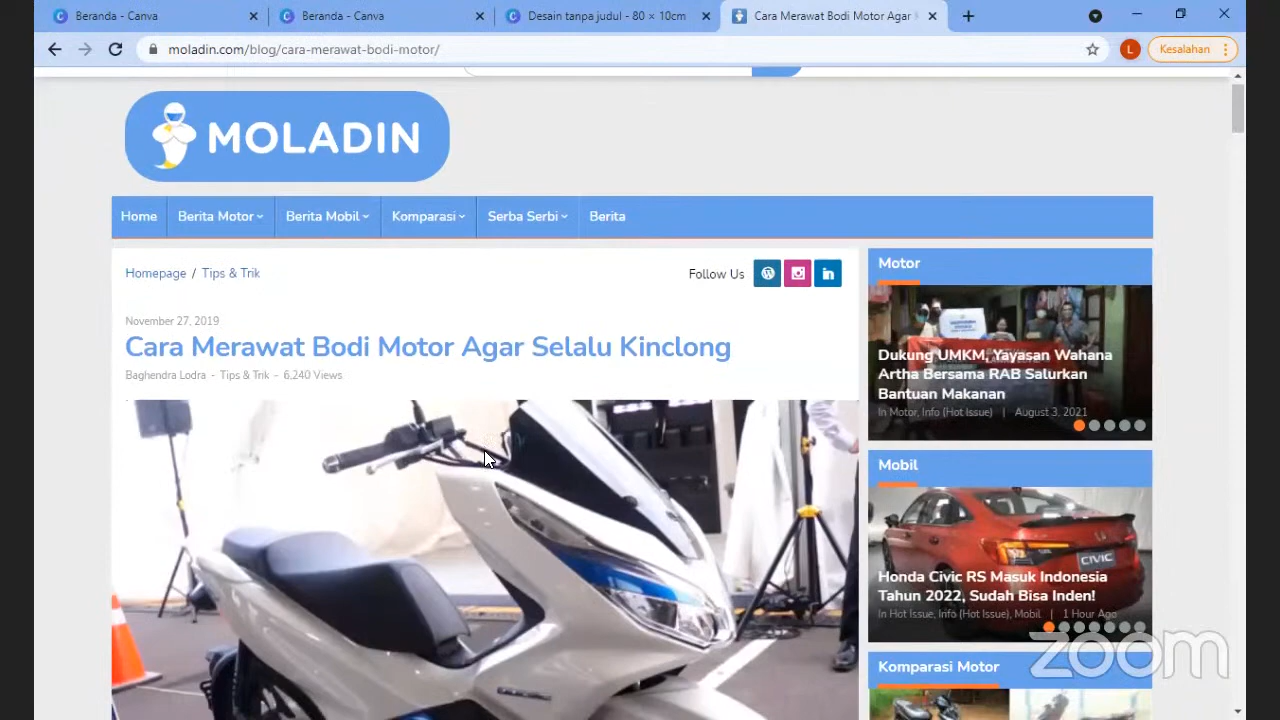 Beranda - Canva
Beranda - Canva
Desain tanpa judul - 80 × 10cm
Cara Merawat Bodi Motor Agar
moladin.com/blog/cara-merawat-bodi-motor/
L
Kesalahan
MOLADIN
Home
Berita Motor
Berita Mobil
Komparasi
Serba Serbi
Berita
Homepage / Tips & Trik
Follow Us
November 27, 2019
Cara Merawat Bodi Motor Agar Selalu Kinclong
Baghendra Lodra - Tips & Trik - 6,240 Views
Motor
Dukung UMKM, Yayasan Wahana
Artha Bersama RAB Salurkan
Bantuan Makanan
In Motor, Info (Hot Issue) | August 3, 2021
Mobil
CIVIC
Honda Civic RS Masuk Indonesia
Tahun 2022, Sudah Bisa Inden!
In Hot Issue, Info (Hot Issue), Mobil | 1 Hour Ago
Komparasi Motor
zoom